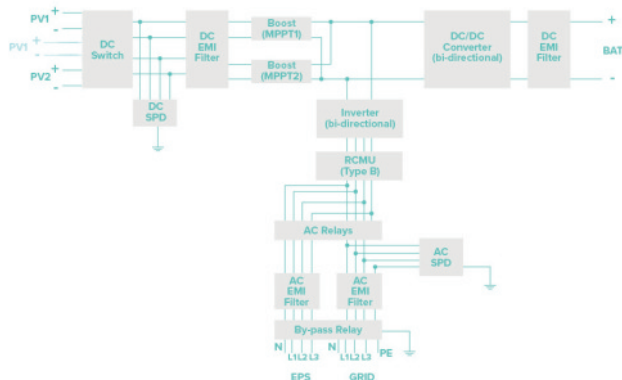 PV1 +
-
PV1 +
-
PV2 +
-
DC
Switch
DC
SPD
DC
EMI
Filter
Boost
(MPPT1)
Boost
(MPPT2)
DC/DC
Converter
(bi-directional)
DC
EMI
Filter
+
BAT
-
Inverter
(bi-directional)
RCMU
(Type B)
AC Relays
AC
SPD
AC
EMI
Filter
AC
EMI
Filter
By-pass Relay
N L1 L2 L3
N L1 L2 L3 PE
EPS
GRID